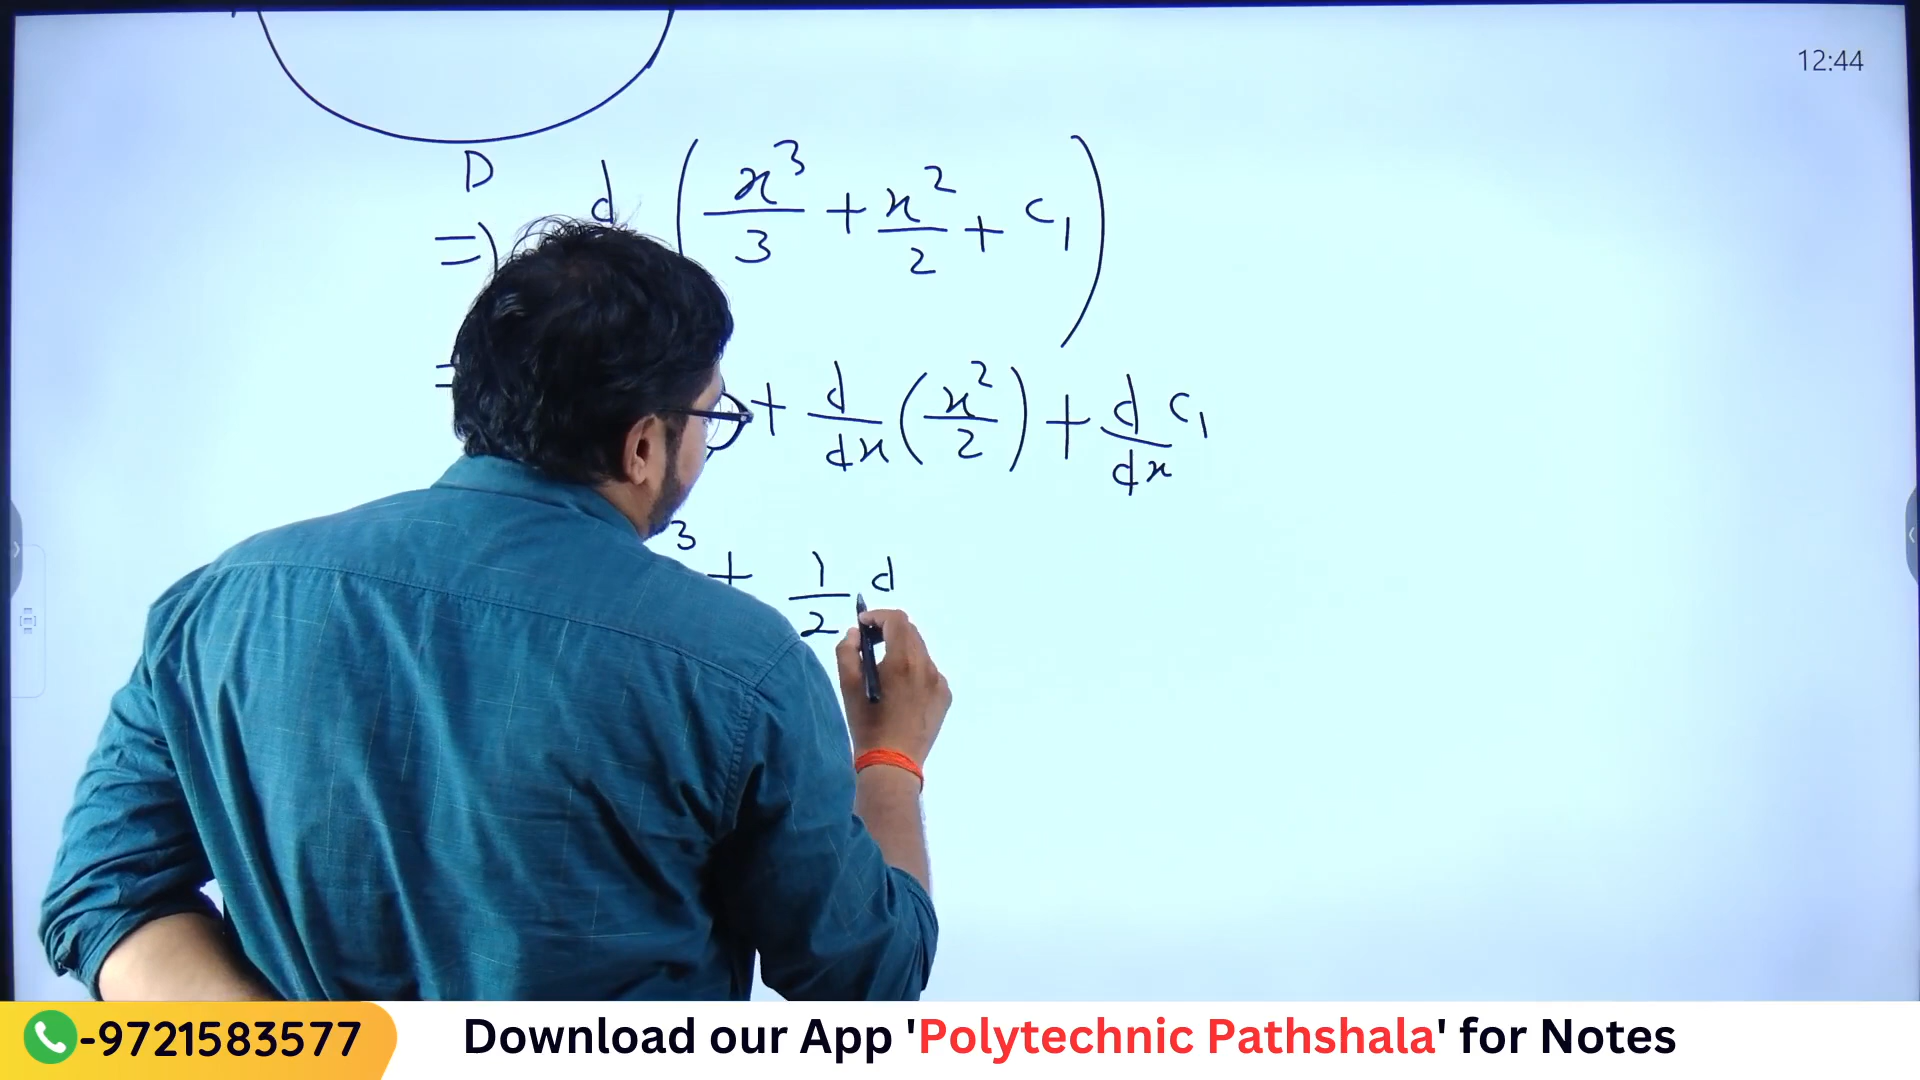 12:44
D
=) d ( x³/3 + x²/2 + c₁ )
= + d/dx ( x²/2 ) + d/dx c₁
3 + 1/2 d
-9721583577 Download our App 'Polytechnic Pathshala' for Notes